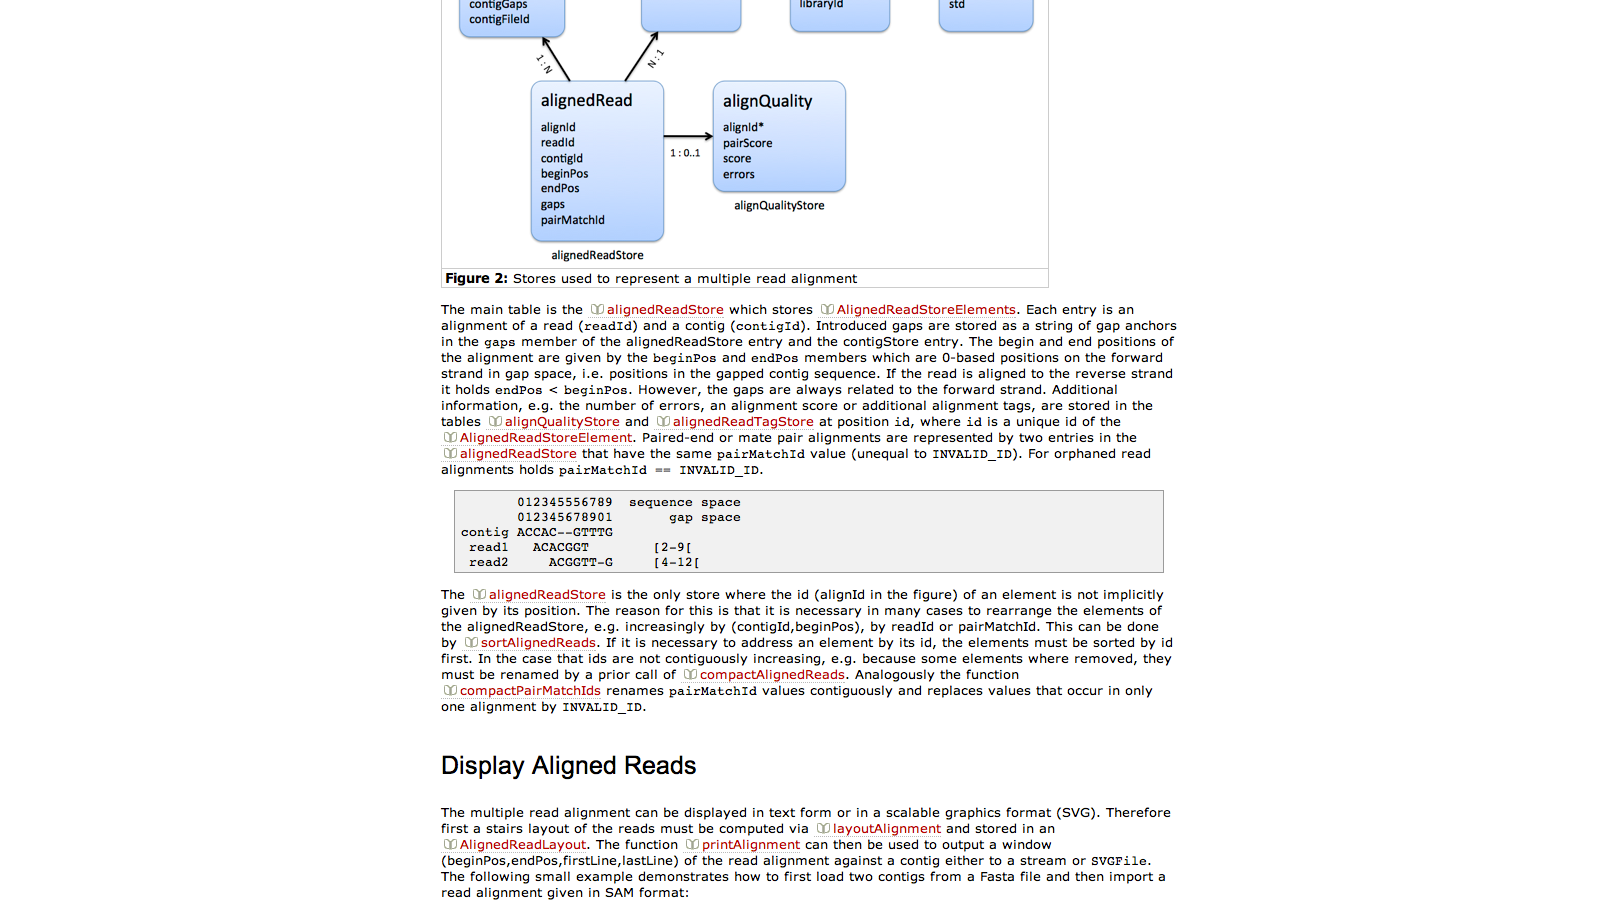 contigGaps
contigFileId
libraryId
std
1:N
N:1
alignedRead
alignId
readId
contigId
beginPos
endPos
gaps
pairMatchId
alignedReadStore
1:0..1
alignQuality
alignId*
pairScore
score
errors
alignQualityStore
Figure 2: Stores used to represent a multiple read alignment
The main table is the alignedReadStore which stores AlignedReadStoreElements. Each entry is an
alignment of a read (readId) and a contig (contigId). Introduced gaps are stored as a string of gap anchors
in the gaps member of the alignedReadStore entry and the contigStore entry. The begin and end positions of
the alignment are given by the beginPos and endPos members which are 0-based positions on the forward
strand in gap space, i.e. positions in the gapped contig sequence. If the read is aligned to the reverse strand
it holds endPos < beginPos. However, the gaps are always related to the forward strand. Additional
information, e.g. the number of errors, an alignment score or additional alignment tags, are stored in the
tables alignQualityStore and alignedReadTagStore at position id, where id is a unique id of the
AlignedReadStoreElement. Paired-end or mate pair alignments are represented by two entries in the
alignedReadStore that have the same pairMatchId value (unequal to INVALID_ID). For orphaned read
alignments holds pairMatchId == INVALID_ID.
012345556789 sequence space
012345678901 gap space
contig ACCAC--GTTTG
read1 ACACGGT [2-9[
read2 ACGGTT-G [4-12[
The alignedReadStore is the only store where the id (alignId in the figure) of an element is not implicitly
given by its position. The reason for this is that it is necessary in many cases to rearrange the elements of
the alignedReadStore, e.g. increasingly by (contigId,beginPos), by readId or pairMatchId. This can be done
by sortAlignedReads. If it is necessary to address an element by its id, the elements must be sorted by id
first. In the case that ids are not contiguously increasing, e.g. because some elements where removed, they
must be renamed by a prior call of compactAlignedReads. Analogously the function
compactPairMatchIds renames pairMatchId values contiguously and replaces values that occur in only
one alignment by INVALID_ID.
Display Aligned Reads
The multiple read alignment can be displayed in text form or in a scalable graphics format (SVG). Therefore
first a stairs layout of the reads must be computed via layoutAlignment and stored in an
AlignedReadLayout. The function printAlignment can then be used to output a window
(beginPos,endPos,firstLine,lastLine) of the read alignment against a contig either to a stream or SVGFile.
The following small example demonstrates how to first load two contigs from a Fasta file and then import a
read alignment given in SAM format: